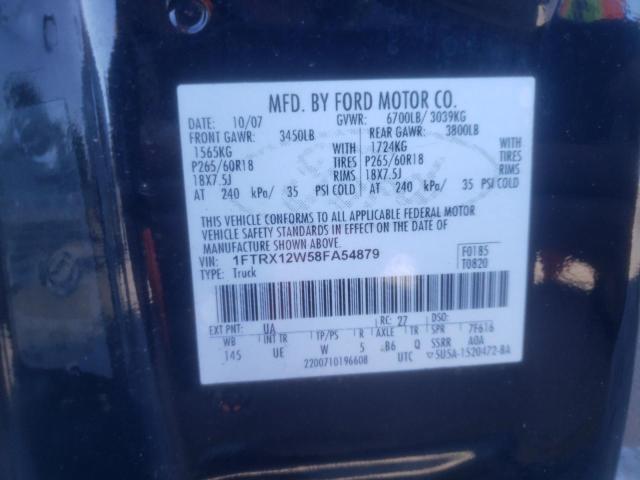 MFD. BY FORD MOTOR CO.
DATE: 10/07 GVWR: 6700LB/ 3039KG
FRONT GAWR: 3450LB REAR GAWR: 3800LB
1565KG 1724KG
P265/60R18 TIRES P265/60R18 TIRES
18X7.5J RIMS 18X7.5J RIMS
AT 240 kPa/ 35 PSI COLD AT 240 kPa/ 35 PSI COLD
THIS VEHICLE CONFORMS TO ALL APPLICABLE FEDERAL MOTOR
VEHICLE SAFETY STANDARDS IN EFFECT ON THE DATE OF
MANUFACTURE SHOWN ABOVE.
VIN: 1FTRX12W58FA54879 F0185
TYPE: Truck T0820
EXT PNT: UA RC: 27 DSO:
WB INT TR TP/PS R AXLE TR SPR 7F616
145 UE W 5 B6 Q SSRR A0A
2200710196608 UTC 5U5A-1520472-BA